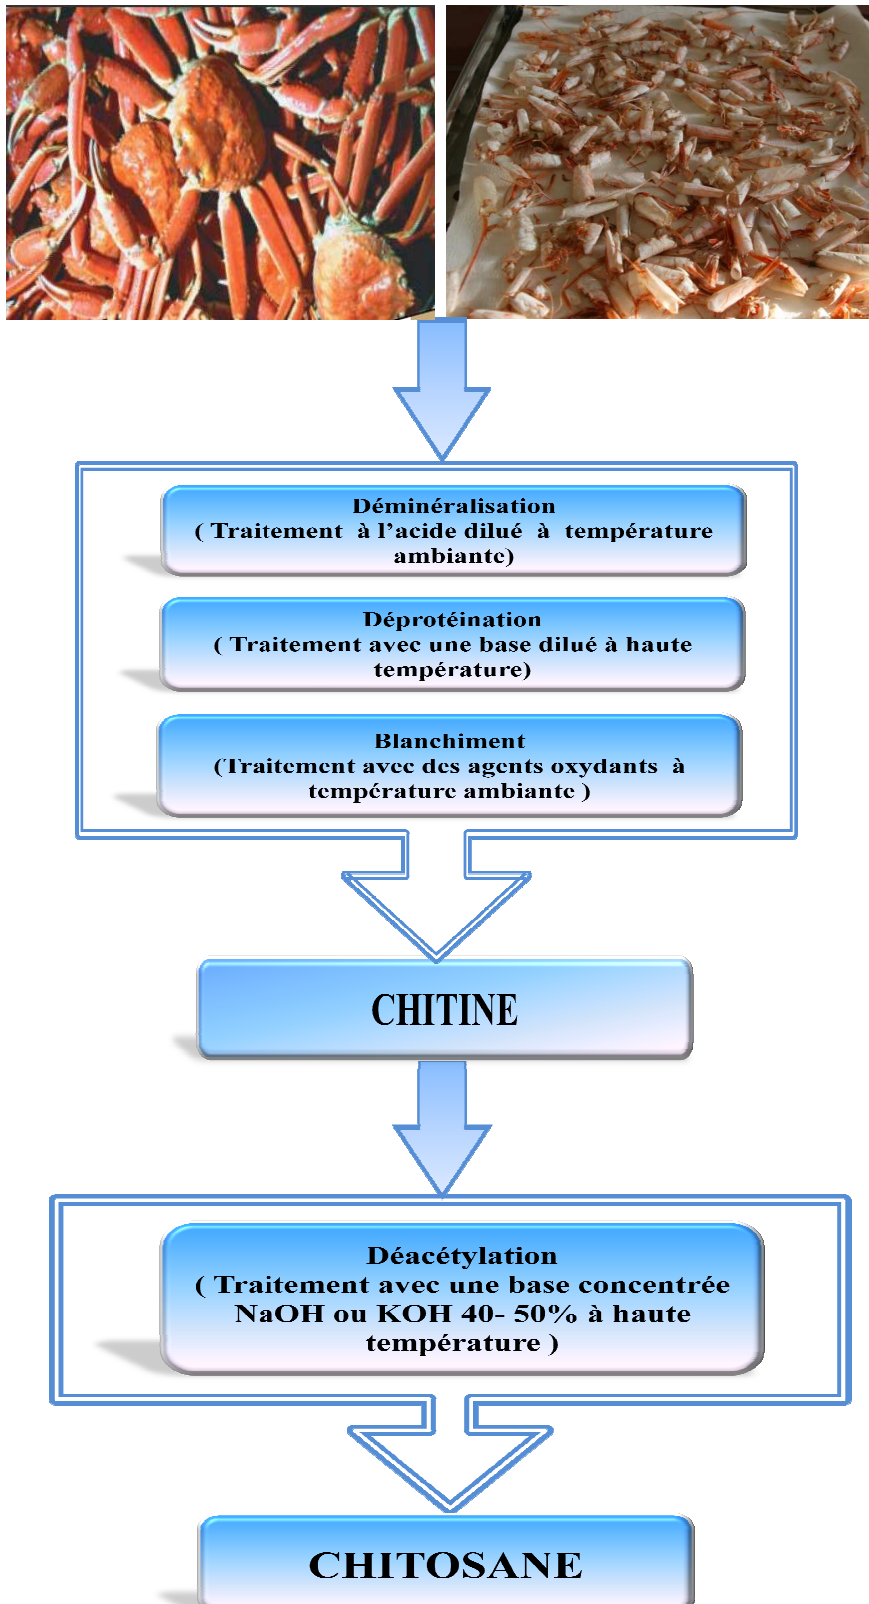 Déminéralisation
( Traitement à l'acide dilué à température
ambiante)
Déprotéination
( Traitement avec une base dilué à haute
température)
Blanchiment
(Traitement avec des agents oxydants à
température ambiante )
CHITINE
Déacétylation
( Traitement avec une base concentrée
NaOH ou KOH 40- 50% à haute
température )
CHITOSANE